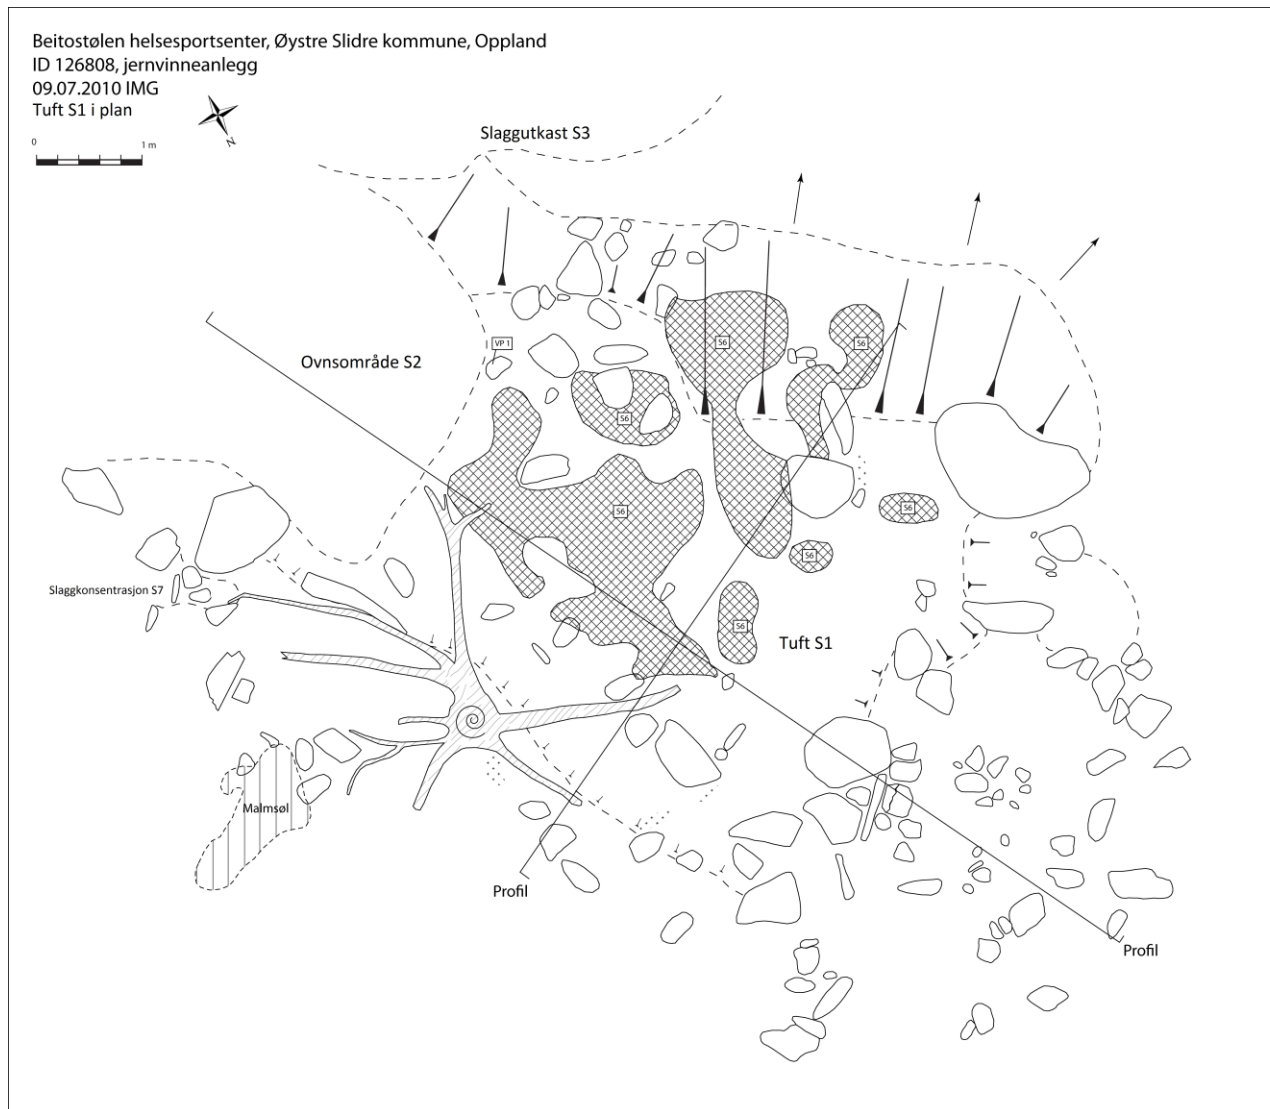 Beitostølen helsesportsenter, Øystre Slidre kommune, Oppland
ID 126808, jernvinneanlegg
09.07.2010 IMG
Tuft S1 i plan
N
0 1 m
Slaggutkast S3
VP 1
S6
S6
Ovnsområde S2
S6
S6
S6
S6
Slaggkonsentrasjon S7
S6
Tuft S1
Malmsøl
Profil
Profil